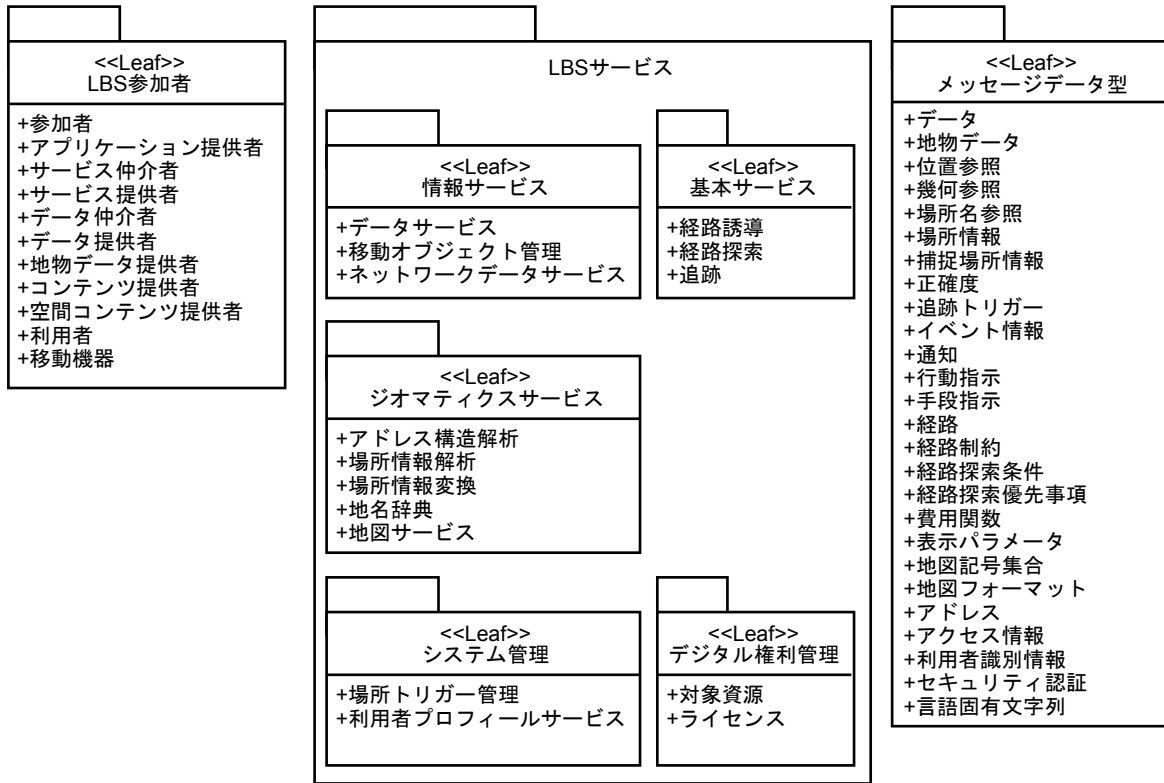 <<Leaf>>
LBS参加者
+参加者
+アプリケーション提供者
+サービス仲介者
+サービス提供者
+データ仲介者
+データ提供者
+地物データ提供者
+コンテンツ提供者
+空間コンテンツ提供者
+利用者
+移動機器
LBSサービス
<<Leaf>>
情報サービス
+データサービス
+移動オブジェクト管理
+ネットワークデータサービス
<<Leaf>>
基本サービス
+経路誘導
+経路探索
+追跡
<<Leaf>>
ジオマティクスサービス
+アドレス構造解析
+場所情報解析
+場所情報変換
+地名辞典
+地図サービス
<<Leaf>>
システム管理
+場所トリガー管理
+利用者プロフィールサービス
<<Leaf>>
デジタル権利管理
+対象資源
+ライセンス
<<Leaf>>
メッセージデータ型
+データ
+地物データ
+位置参照
+幾何参照
+場所名参照
+場所情報
+捕捉場所情報
+正確度
+追跡トリガー
+イベント情報
+通知
+行動指示
+手段指示
+経路
+経路制約
+経路探索条件
+経路探索優先事項
+費用関数
+表示パラメータ
+地図記号集合
+地図フォーマット
+アドレス
+アクセス情報
+利用者識別情報
+セキュリティ認証
+言語固有文字列